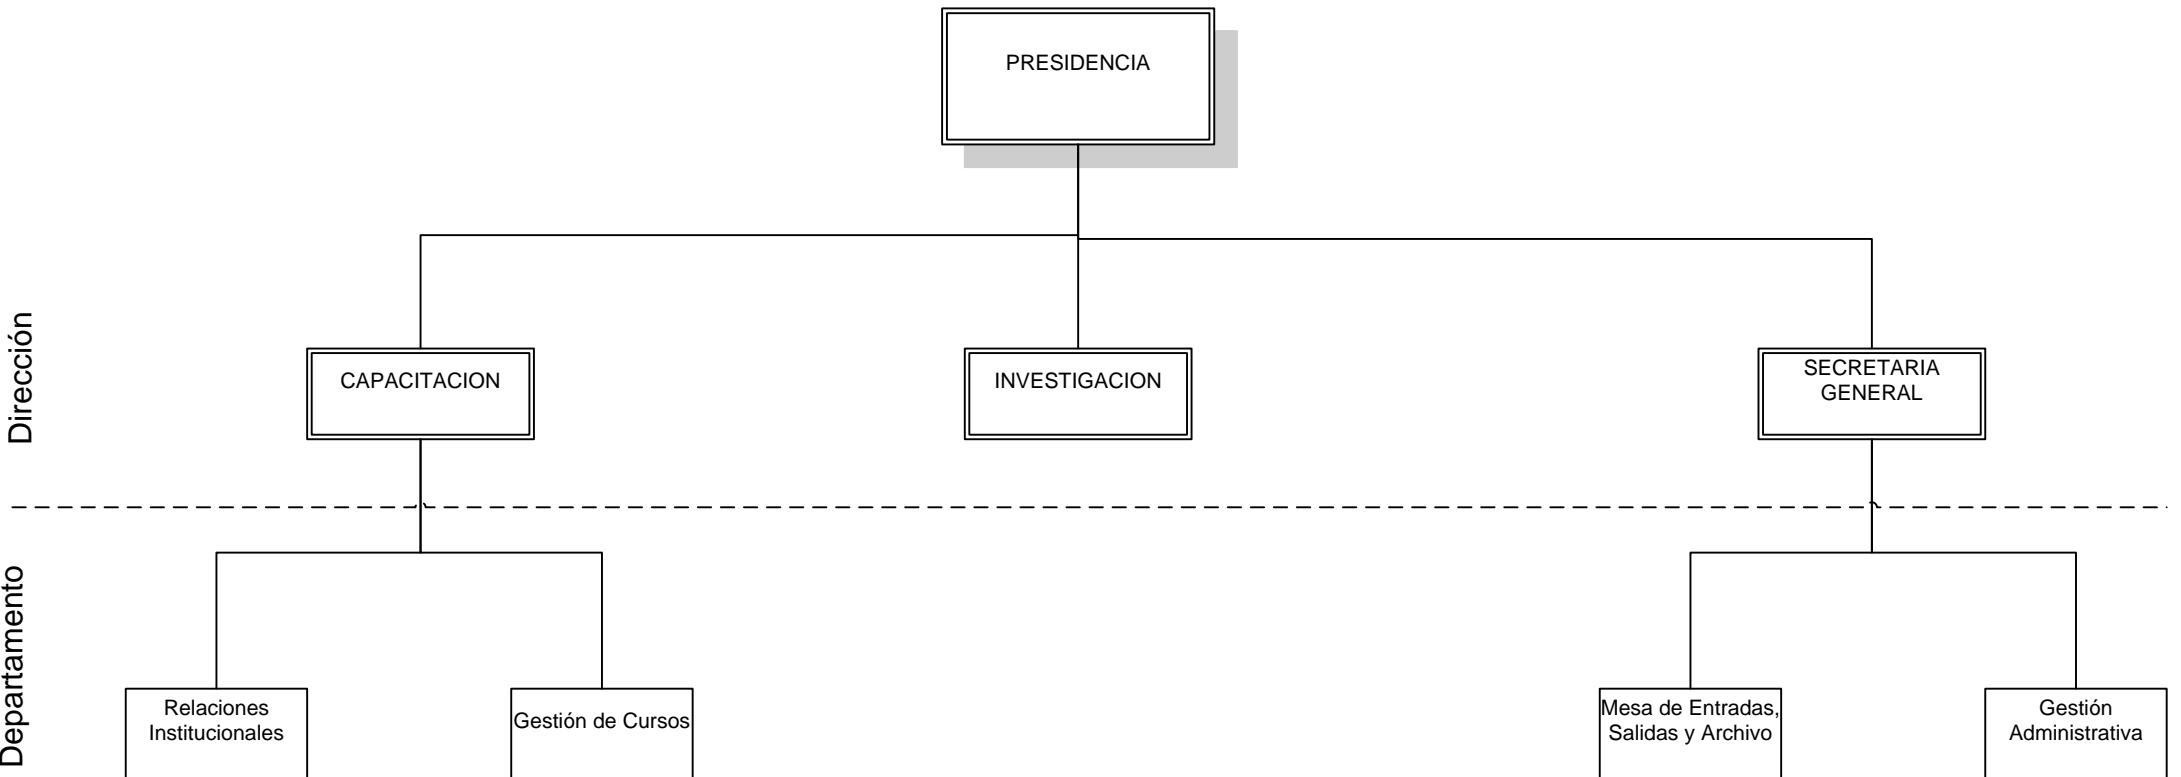 PRESIDENCIA
Dirección
CAPACITACION
INVESTIGACION
SECRETARIA
GENERAL
Departamento
Relaciones
Institucionales
Gestión de Cursos
Mesa de Entradas,
Salidas y Archivo
Gestión
Administrativa